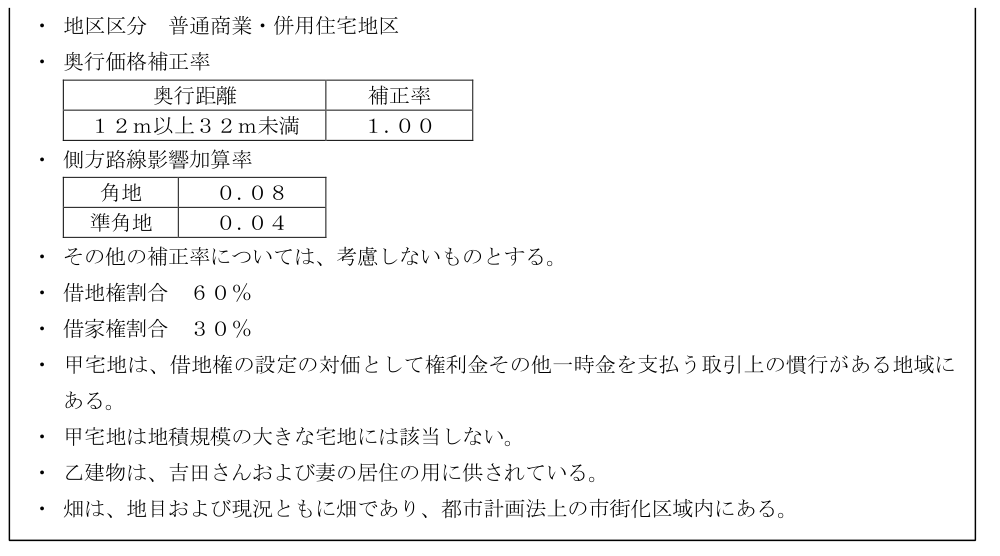 ・ 地区区分　普通商業・併用住宅地区
・ 奥行価格補正率
奥行距離　補正率
１２ｍ以上３２ｍ未満　１.００
・ 側方路線影響加算率
角地　０.０８
準角地　０.０４
・ その他の補正率については、考慮しないものとする。
・ 借地権割合　６０％
・ 借家権割合　３０％
・ 甲宅地は、借地権の設定の対価として権利金その他一時金を支払う取引上の慣行がある地域に
ある。
・ 甲宅地は地積規模の大きな宅地には該当しない。
・ 乙建物は、吉田さんおよび妻の居住の用に供されている。
・ 畑は、地目および現況ともに畑であり、都市計画法上の市街化区域内にある。